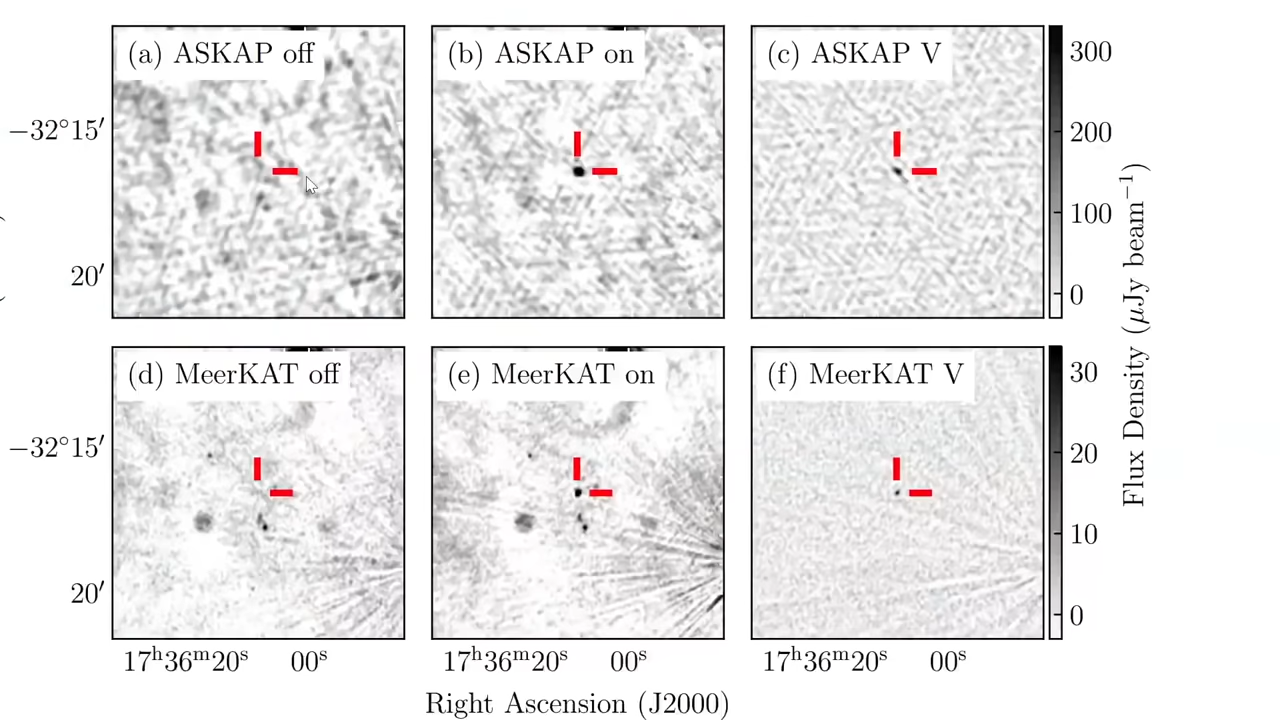 (a) ASKAP off
(b) ASKAP on
(c) ASKAP V
300
200
100
0
−32°15′
20′
(d) MeerKAT off
(e) MeerKAT on
(f) MeerKAT V
30
20
10
0
−32°15′
20′
Flux Density (μJy beam⁻¹)
17ʰ36ᵐ20ˢ 00ˢ
17ʰ36ᵐ20ˢ 00ˢ
17ʰ36ᵐ20ˢ 00ˢ
Right Ascension (J2000)